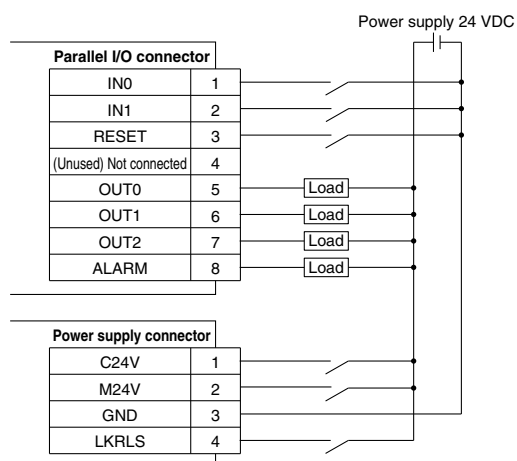 Power supply 24 VDC
Parallel I/O connector
IN0 1
IN1 2
RESET 3
(Unused) Not connected 4
OUT0 5 Load
OUT1 6 Load
OUT2 7 Load
ALARM 8 Load
Power supply connector
C24V 1
M24V 2
GND 3
LKRLS 4